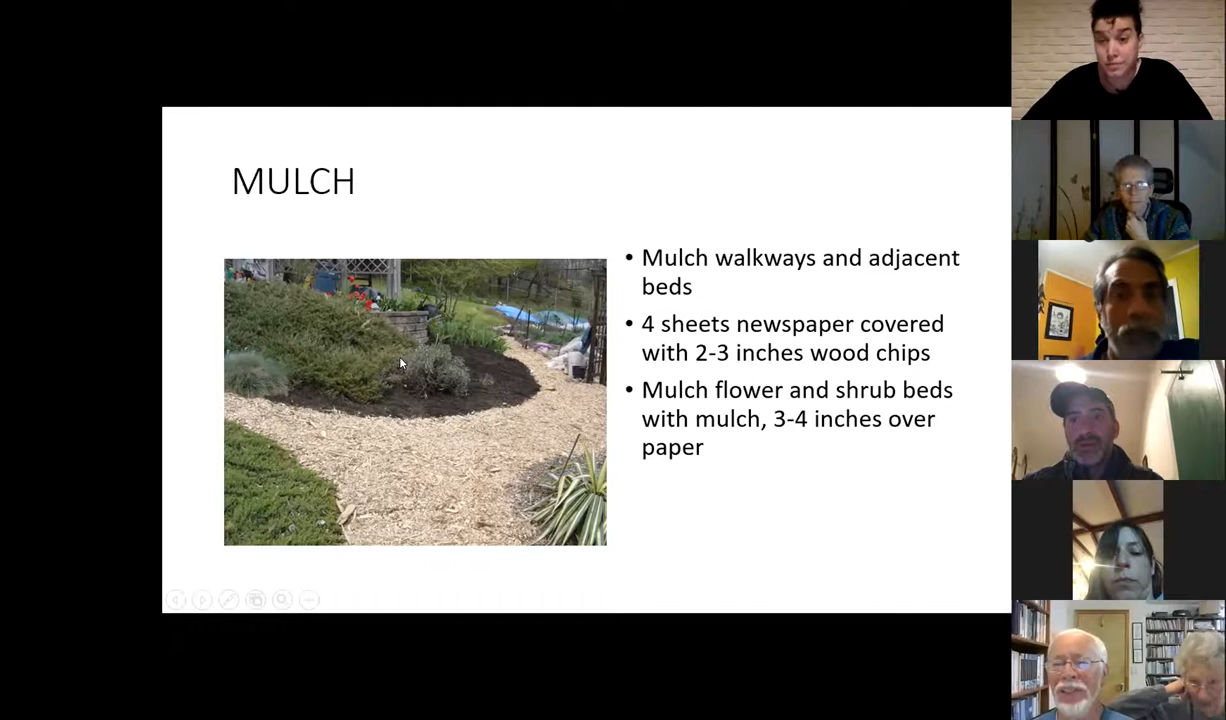 MULCH
• Mulch walkways and adjacent
beds
• 4 sheets newspaper covered
with 2-3 inches wood chips
• Mulch flower and shrub beds
with mulch, 3-4 inches over
paper